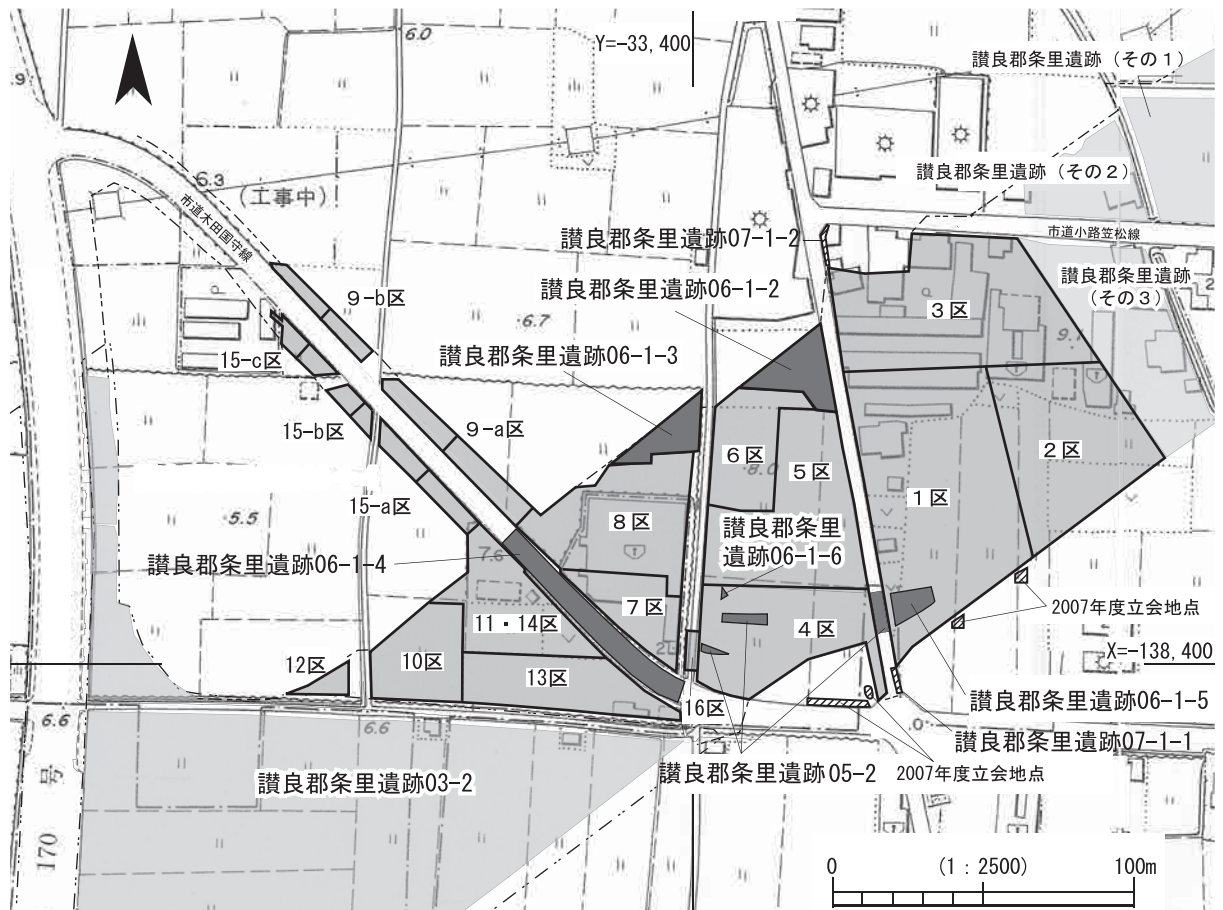 Y=-33,400
6.0
讃良郡条里遺跡（その１）
9
讃良郡条里遺跡（その２）
6.3
（工事中）
市道木田国守線
市道小路笠松線
讃良郡条里遺跡07-1-2
讃良郡条里遺跡
（その３）
2
讃良郡条里遺跡06-1-2
9-b区
・6.7
3区
讃良郡条里遺跡06-1-3
15-c区
15-b区
9-a区
6区
5区
8.0
2区
1区
15-a区
・5.5
8区
讃良郡条里
遺跡06-1-6
讃良郡条里遺跡06-1-4
7.6
2007年度立会地点
11・14区
7区
4区
X=-138,400
12区
10区
13区
16区
讃良郡条里遺跡06-1-5
6.6
6.6
讃良郡条里遺跡07-1-1
讃良郡条里遺跡05-2
2007年度立会地点
讃良郡条里遺跡03-2
170号
0
(1：2500)
100m